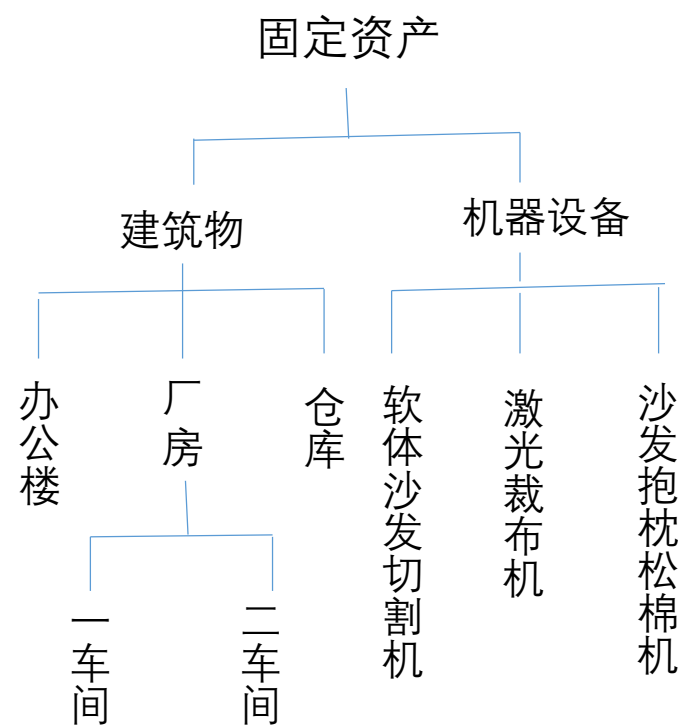 固定资产
建筑物
机器设备
办公楼
厂房
仓库
软体沙发切割机
激光裁布机
沙发抱枕松棉机
一车间
二车间